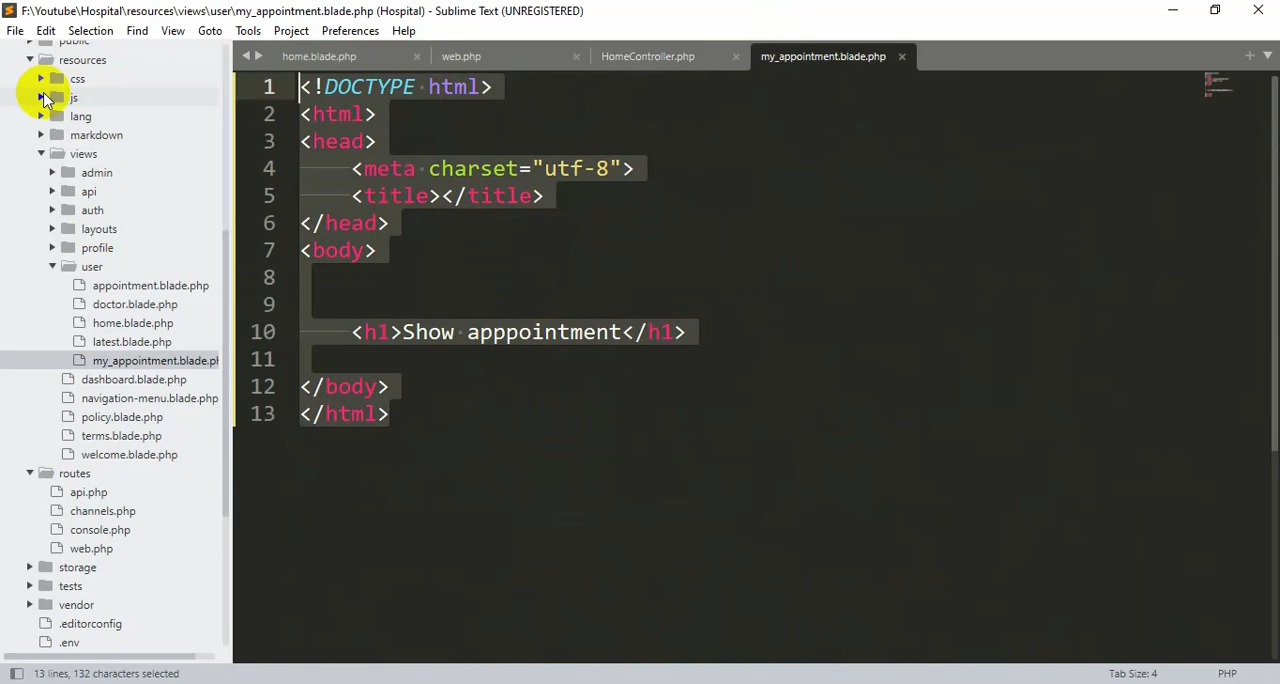 F:\Youtube\Hospital\resources\views\user\my_appointment.blade.php (Hospital) - Sublime Text (UNREGISTERED)
File Edit Selection Find View Goto Tools Project Preferences Help
home.blade.php
web.php
HomeController.php
my_appointment.blade.php
public
resources
css
js
lang
markdown
views
admin
api
auth
layouts
profile
user
appointment.blade.php
doctor.blade.php
home.blade.php
latest.blade.php
my_appointment.blade.ph
dashboard.blade.php
navigation-menu.blade.php
policy.blade.php
terms.blade.php
welcome.blade.php
routes
api.php
channels.php
console.php
web.php
storage
tests
vendor
.editorconfig
.env
1 <!DOCTYPE html>
2 <html>
3 <head>
4 <meta charset="utf-8">
5 <title></title>
6 </head>
7 <body>
8
9
10 <h1>Show apppointment</h1>
11
12 </body>
13 </html>
13 lines, 132 characters selected
Tab Size: 4
PHP